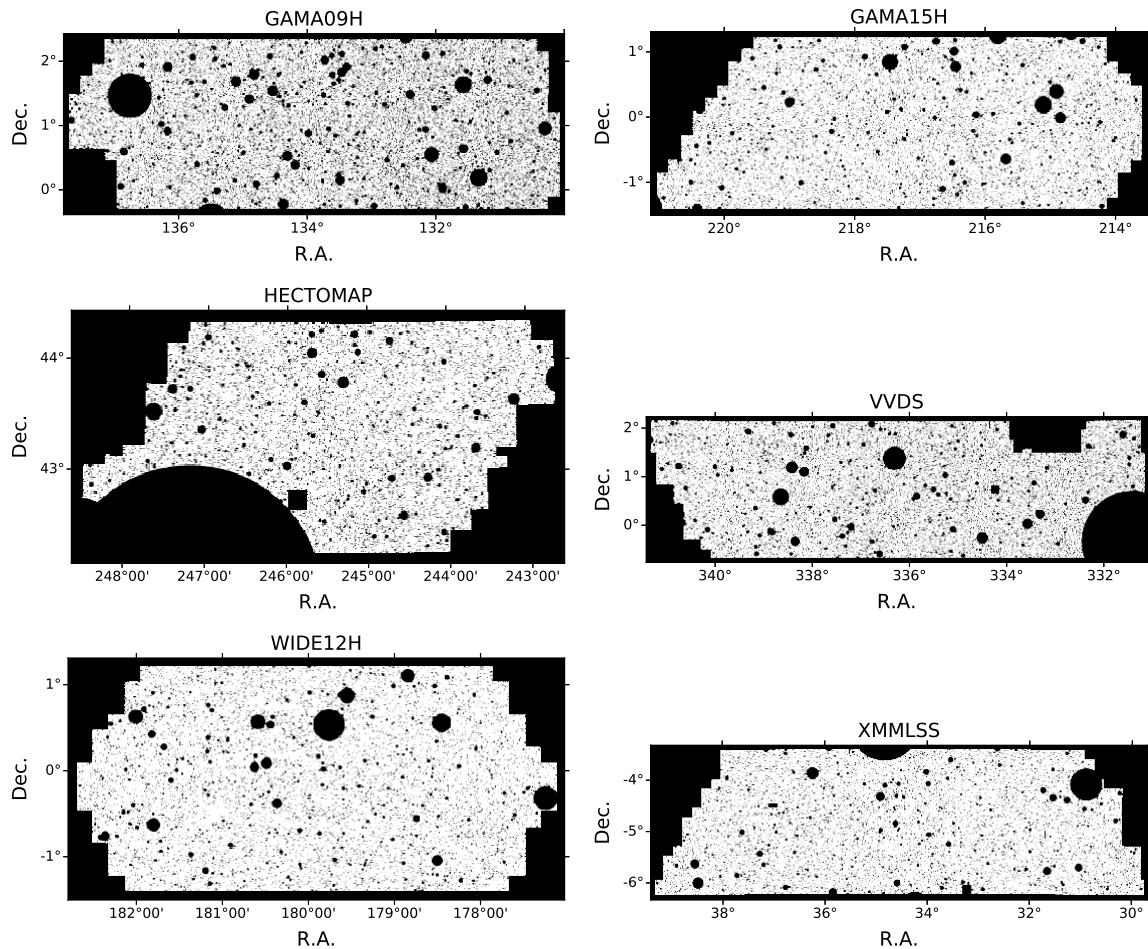 GAMA09H
Dec.
2°
1°
0°
136° 134° 132°
R.A.
GAMA15H
Dec.
1°
0°
-1°
220° 218° 216° 214°
R.A.
HECTOMAP
Dec.
44°
43°
248°00' 247°00' 246°00' 245°00' 244°00' 243°00'
R.A.
VVDS
Dec.
2°
1°
0°
340° 338° 336° 334° 332°
R.A.
WIDE12H
Dec.
1°
0°
-1°
182°00' 181°00' 180°00' 179°00' 178°00'
R.A.
XMMLSS
Dec.
-4°
-5°
-6°
38° 36° 34° 32° 30°
R.A.